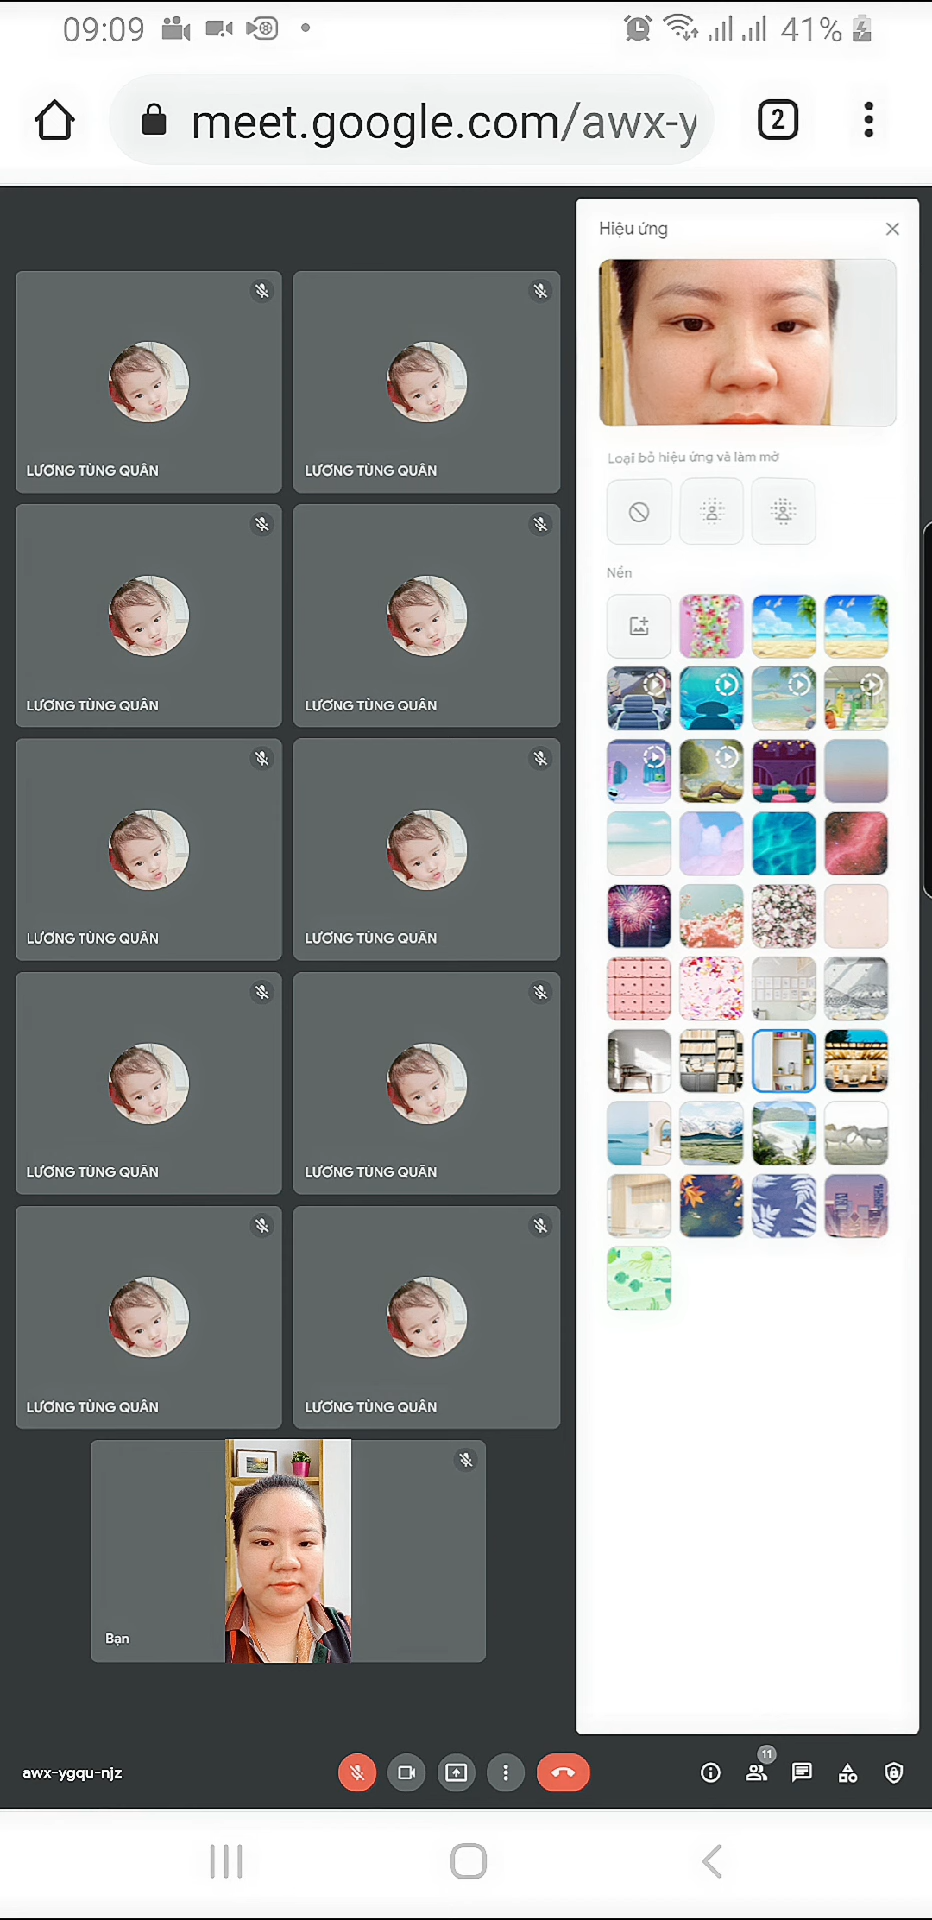 09:09
41%
meet.google.com/awx-y
2
Hiệu ứng
LƯƠNG TÙNG QUÂN
LƯƠNG TÙNG QUÂN
Loại bỏ hiệu ứng và làm mờ
Nền
LƯƠNG TÙNG QUÂN
LƯƠNG TÙNG QUÂN
LƯƠNG TÙNG QUÂN
LƯƠNG TÙNG QUÂN
LƯƠNG TÙNG QUÂN
LƯƠNG TÙNG QUÂN
LƯƠNG TÙNG QUÂN
LƯƠNG TÙNG QUÂN
Bạn
awx-ygqu-njz
11